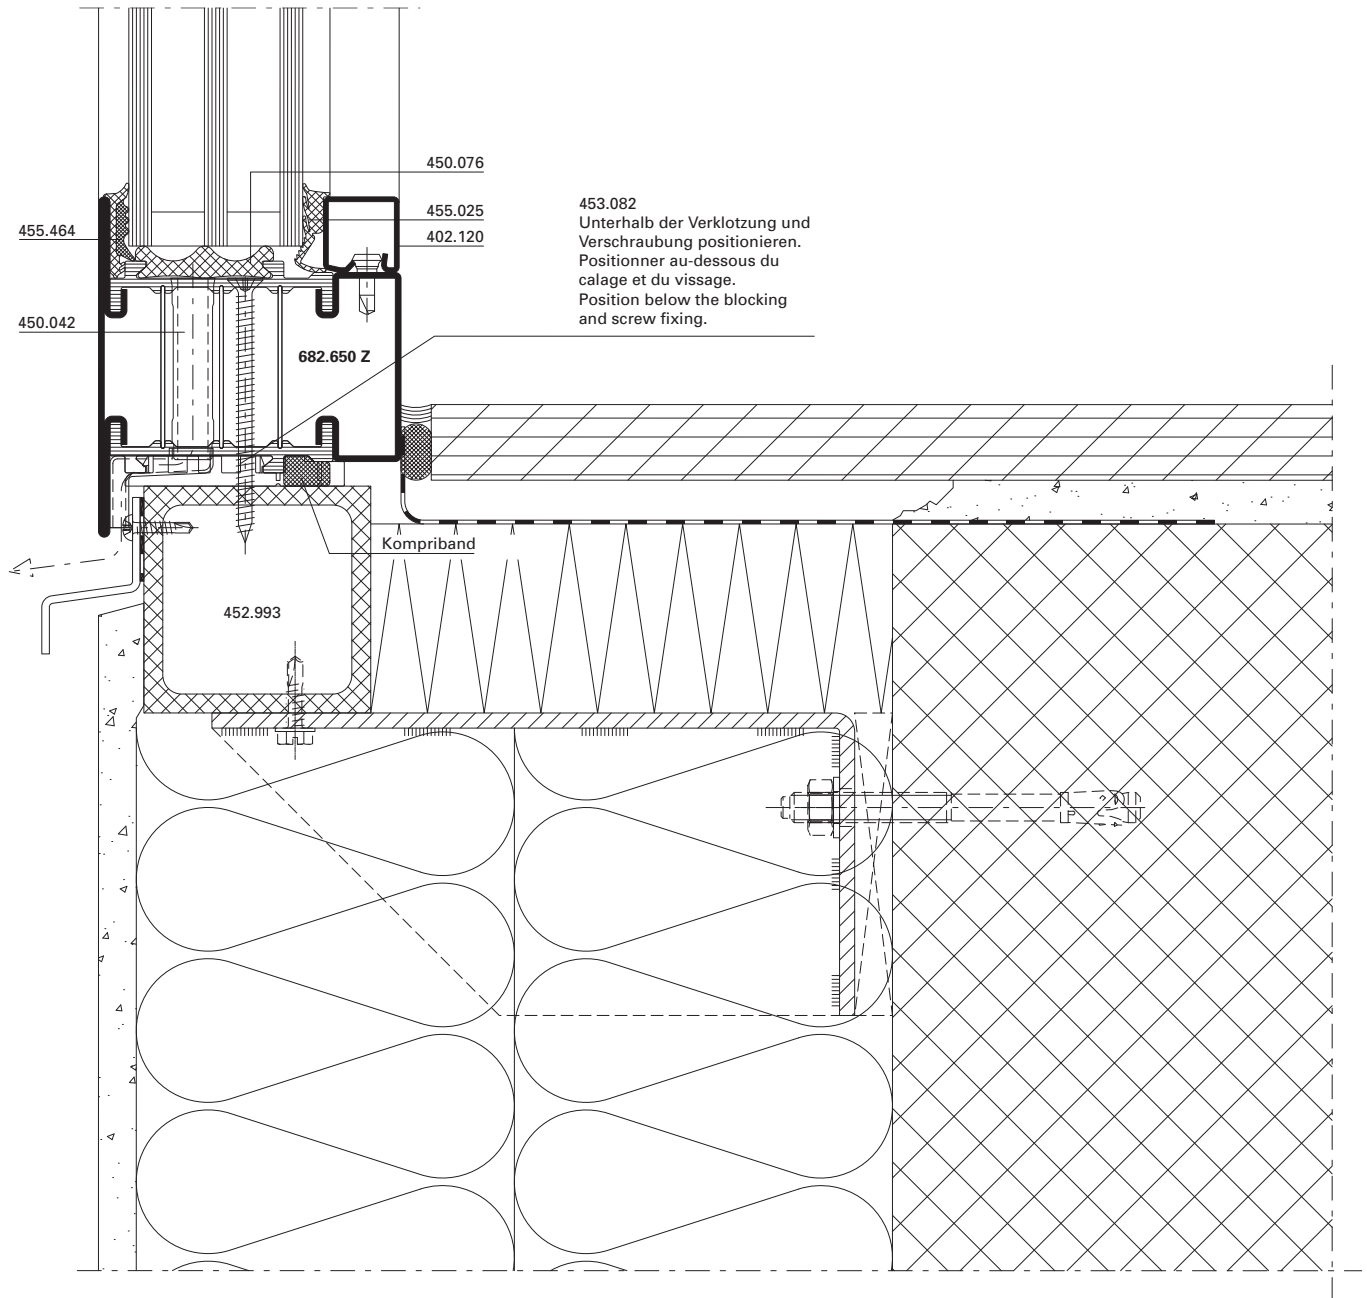 450.076
453.082
Unterhalb der Verklotzung und
Verschraubung positionieren.
Positionner au-dessous du
calage et du vissage.
Position below the blocking
and screw fixing.
455.025
455.464
402.120
450.042
682.650 Z
Kompriband
452.993